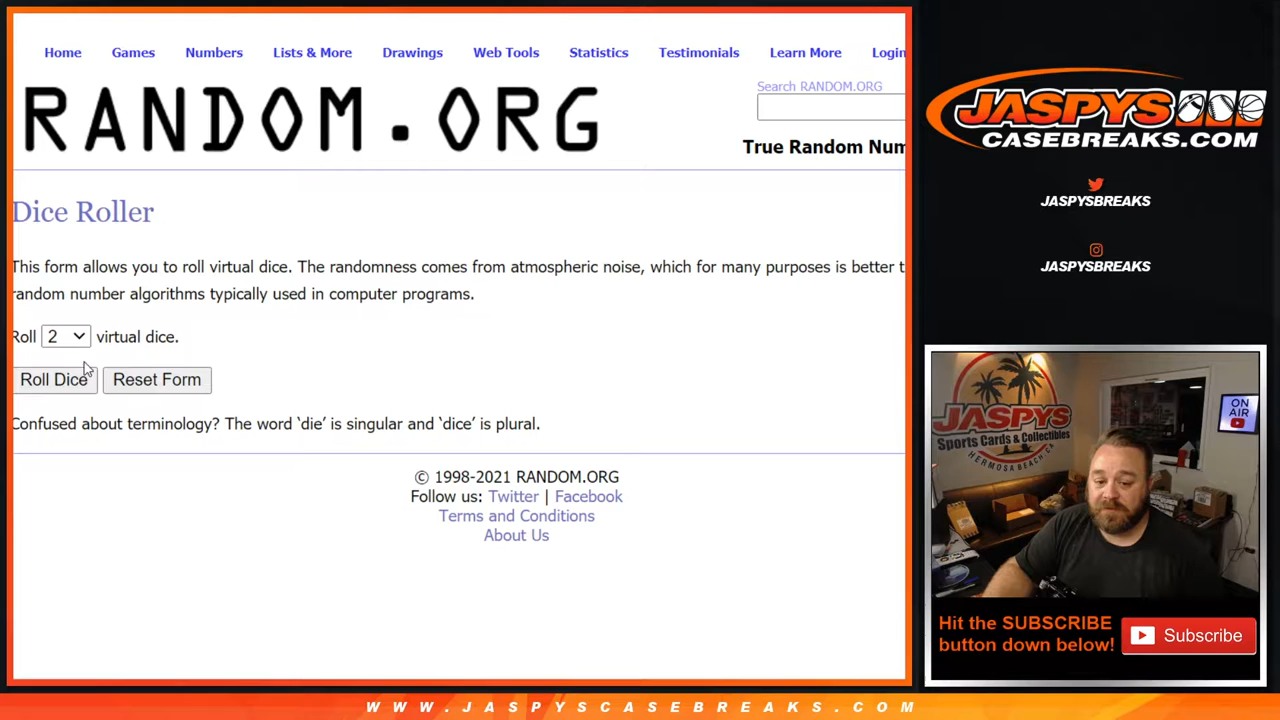 Home Games Numbers Lists & More Drawings Web Tools Statistics Testimonials Learn More Login
Search RANDOM.ORG
RANDOM.ORG
True Random Num
Dice Roller
This form allows you to roll virtual dice. The randomness comes from atmospheric noise, which for many purposes is better t
random number algorithms typically used in computer programs.
Roll 2 virtual dice.
Roll Dice Reset Form
Confused about terminology? The word ‘die’ is singular and ‘dice’ is plural.
© 1998-2021 RANDOM.ORG
Follow us: Twitter | Facebook
Terms and Conditions
About Us
JASPYS
CASEBREAKS.COM
JASPYSBREAKS
JASPYSBREAKS
JASPYS
Sports Cards & Collectibles
HERMOSA BEACH, CA
ON
AIR
Hit the SUBSCRIBE
button down below!
Subscribe
WWW.JASPYSCASEBREAKS.COM